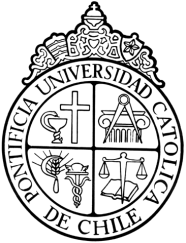 PONTIFICIA UNIVERSIDAD CATOLICA
DE CHILE